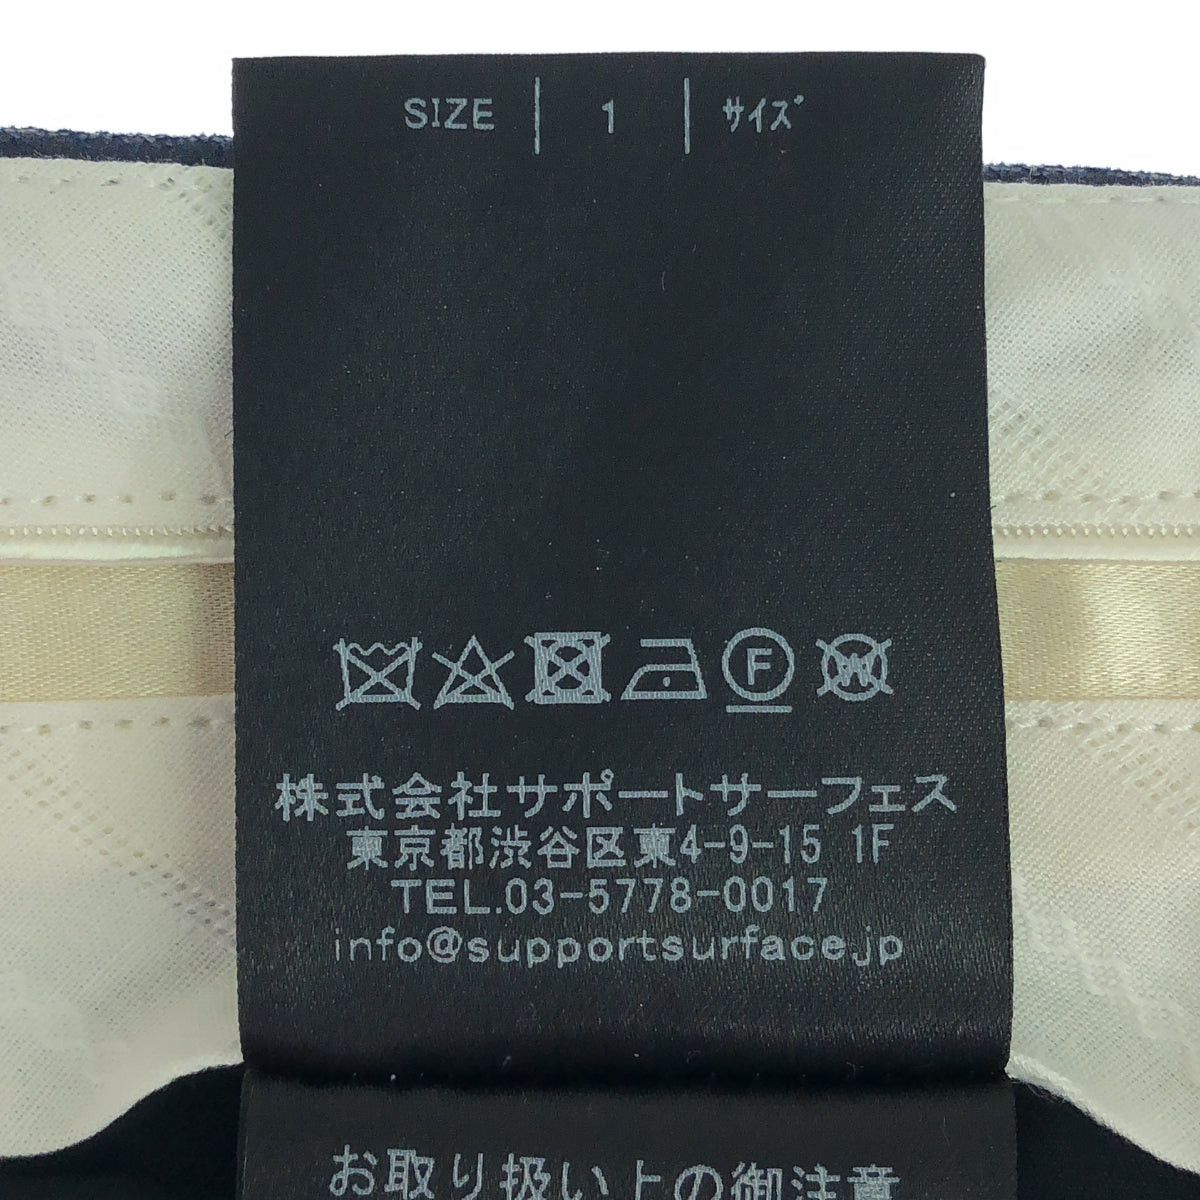 SIZE | 1 | サイズ
F W
株式会社サポートサーフェス
東京都渋谷区東4-9-15 1F
TEL.03-5778-0017
info@supportsurface.jp
お取り扱い上の御注意